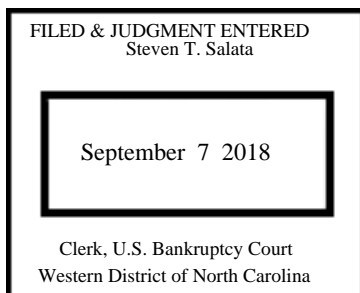 FILED & JUDGMENT ENTERED
Steven T. Salata
September 7 2018
Clerk, U.S. Bankruptcy Court
Western District of North Carolina